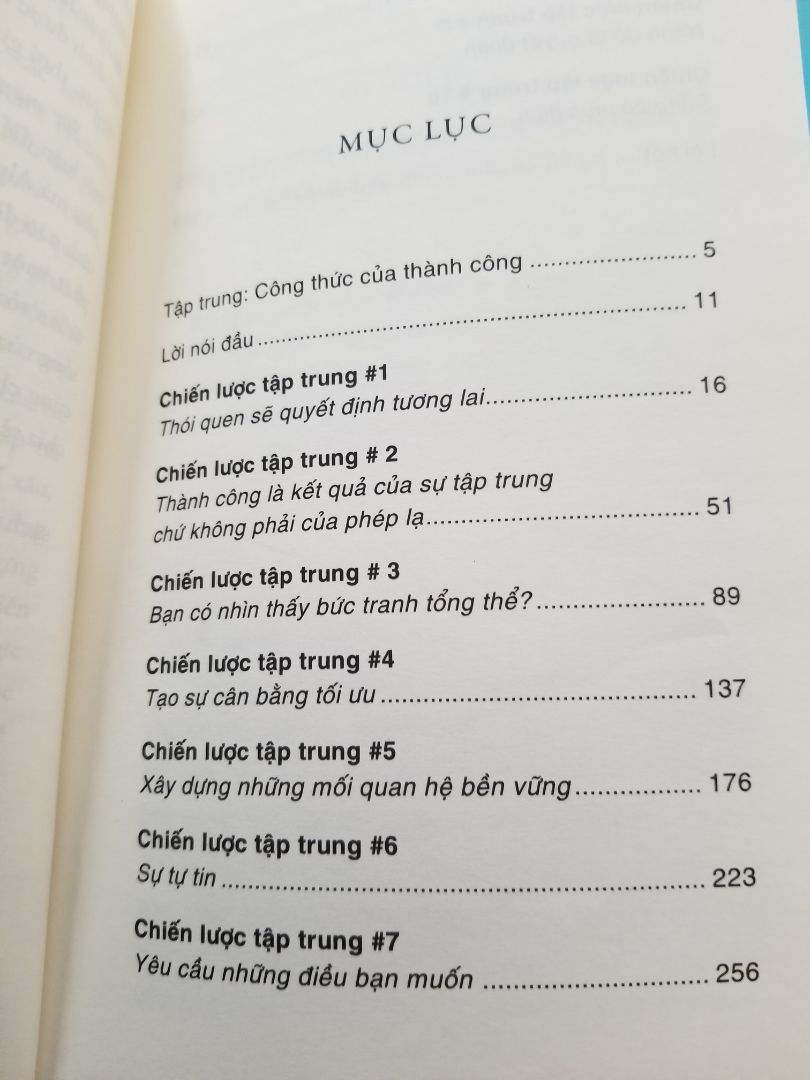 MỤC LỤC
Tập trung: Công thức của thành công ........................ 5
Lời nói đầu ................................................................ 11
Chiến lược tập trung #1
Thói quen sẽ quyết định tương lai............................... 16
Chiến lược tập trung # 2
Thành công là kết quả của sự tập trung
chứ không phải của phép lạ......................................... 51
Chiến lược tập trung # 3
Bạn có nhìn thấy bức tranh tổng thể?......................... 89
Chiến lược tập trung #4
Tạo sự cân bằng tối ưu ............................................... 137
Chiến lược tập trung #5
Xây dựng những mối quan hệ bền vững................... 176
Chiến lược tập trung #6
Sự tự tin ........................................................................ 223
Chiến lược tập trung #7
Yêu cầu những điều bạn muốn .................................. 256